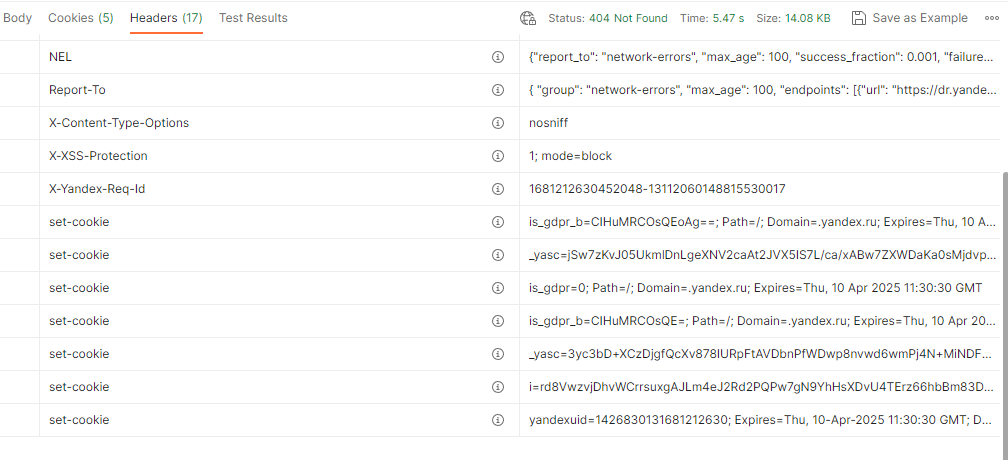 Body Cookies (5) Headers (17) Test Results Status: 404 Not Found Time: 5.47 s Size: 14.08 KB Save as Example
NEL {"report_to": "network-errors", "max_age": 100, "success_fraction": 0.001, "failure...
Report-To { "group": "network-errors", "max_age": 100, "endpoints": [{"url": "https://dr.yande...
X-Content-Type-Options nosniff
X-XSS-Protection 1; mode=block
X-Yandex-Req-Id 1681212630452048-13112060148815530017
set-cookie is_gdpr_b=CIHuMRCOsQEoAg==; Path=/; Domain=.yandex.ru; Expires=Thu, 10 A...
set-cookie _yasc=jSw7zKvJ05UkmIDnLgeXNV2caAt2JVX5IS7L/ca/xABw7ZXWDaKa0sMjdvp...
set-cookie is_gdpr=0; Path=/; Domain=.yandex.ru; Expires=Thu, 10 Apr 2025 11:30:30 GMT
set-cookie is_gdpr_b=CIHuMRCOsQE=; Path=/; Domain=.yandex.ru; Expires=Thu, 10 Apr 20...
set-cookie _yasc=3yc3bD+XCzDjgfQcXv878IURpFtAVDbnPfWDwp8nvwd6wmPj4N+MiNDF...
set-cookie i=rd8VwzvjDhvWCrrsuxgAJLm4eJ2Rd2PQPw7gN9YhHsXDvU4TErz66hbBm83D...
set-cookie yandexuid=1426830131681212630; Expires=Thu, 10-Apr-2025 11:30:30 GMT; D...